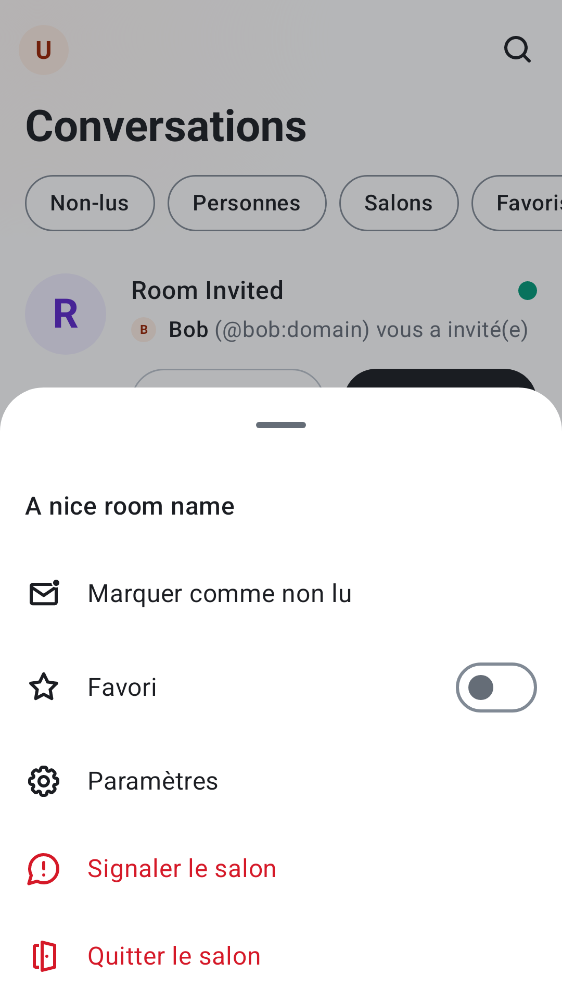 U
Conversations
Non-lus Personnes Salons Favoris
R
Room Invited
B Bob (@bob:domain) vous a invité(e)
A nice room name
Marquer comme non lu
Favori
Paramètres
Signaler le salon
Quitter le salon